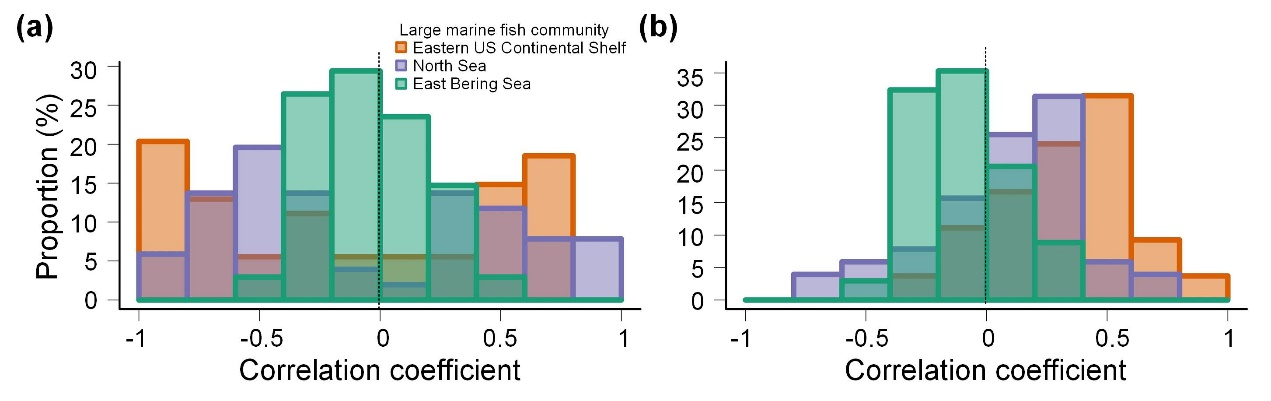 (a)
Large marine fish community
Eastern US Continental Shelf
North Sea
East Bering Sea
Proportion (%)
30
25
20
15
10
5
0
-1
-0.5
0
0.5
1
Correlation coefficient
(b)
35
30
25
20
15
10
5
0
-1
-0.5
0
0.5
1
Correlation coefficient